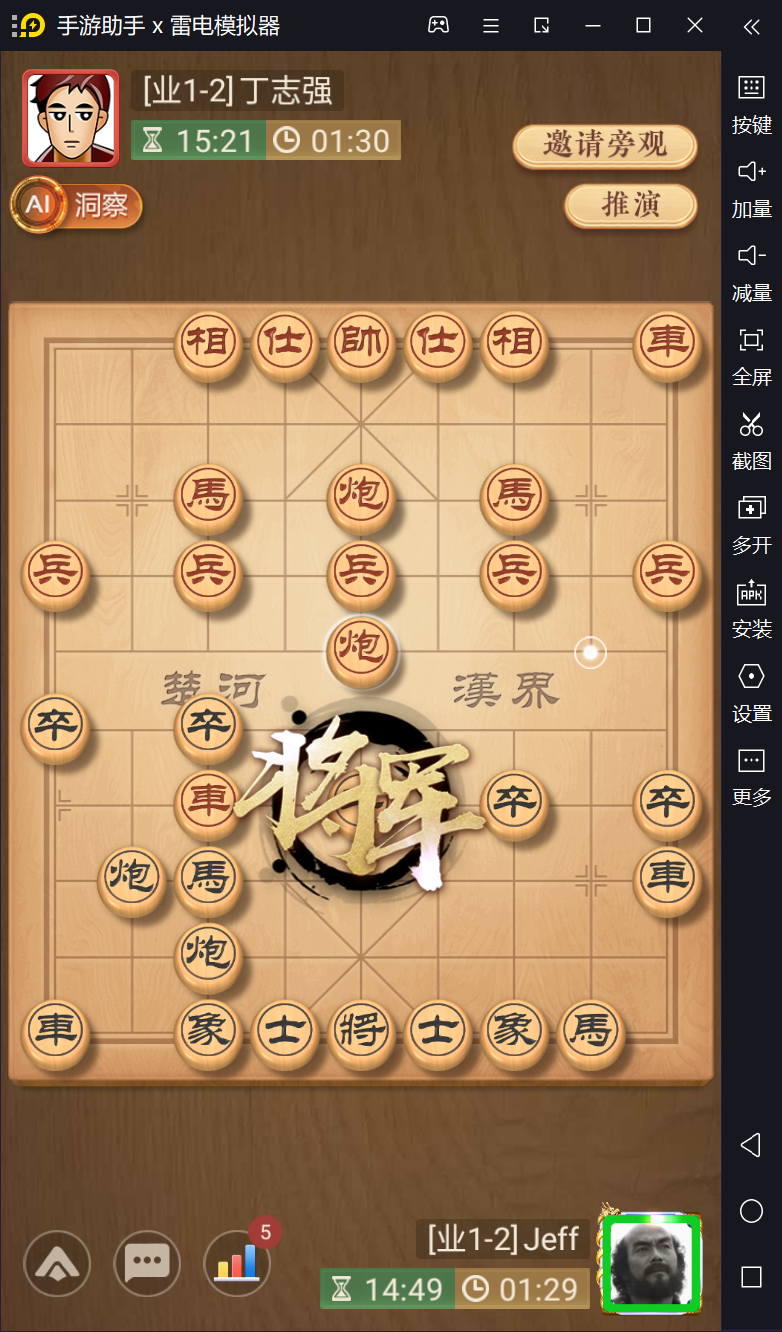 手游助手 x 雷电模拟器
[业1-2]丁志强
15:21 01:30
邀请旁观
AI 洞察
推演
相 仕 帥 仕 相 車
馬 炮 馬
兵 兵 兵 兵 兵
炮
楚河 漢界
卒 卒
将军
車 卒 卒
炮 馬 車
炮
車 象 士 將 士 象 馬
5
[业1-2]Jeff
14:49 01:29
按键
加量
减量
全屏
截图
多开
APK
安装
设置
更多